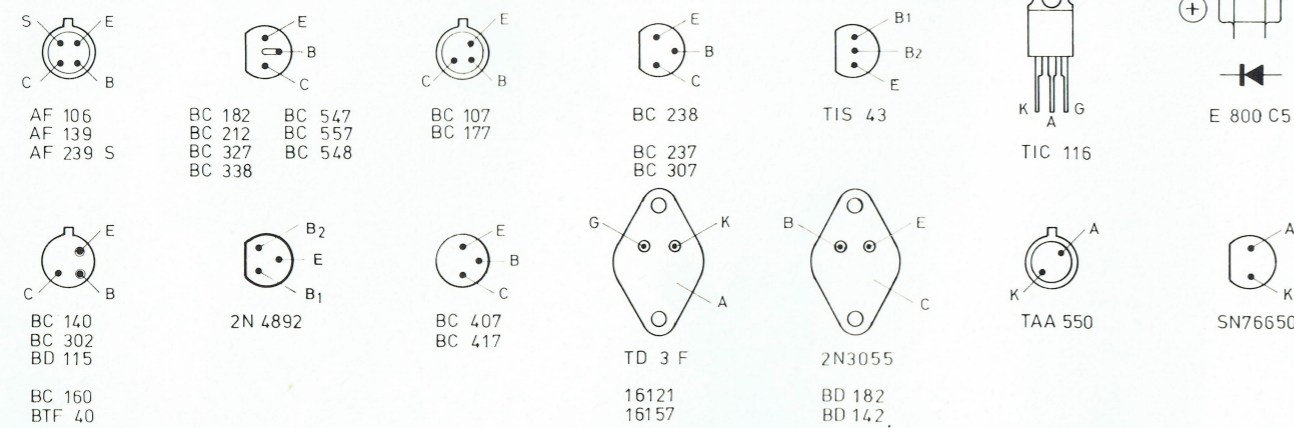 S E
C B
AF 106
AF 139
AF 239 S
E
B
C
BC 182 BC 547
BC 212 BC 557
BC 327 BC 548
BC 338
E
C B
BC 107
BC 177
E
B
C
BC 238
BC 237
BC 307
B1
B2
E
TIS 43
K A G
TIC 116
+
E 800 C5
E
C B
BC 140
BC 302
BD 115
BC 160
BTF 40
B2
E
B1
2N 4892
E
B
C
BC 407
BC 417
G K
A
TD 3 F
16121
16157
B E
C
2N3055
BD 182
BD 142
A
K
TAA 550
A
K
SN76650